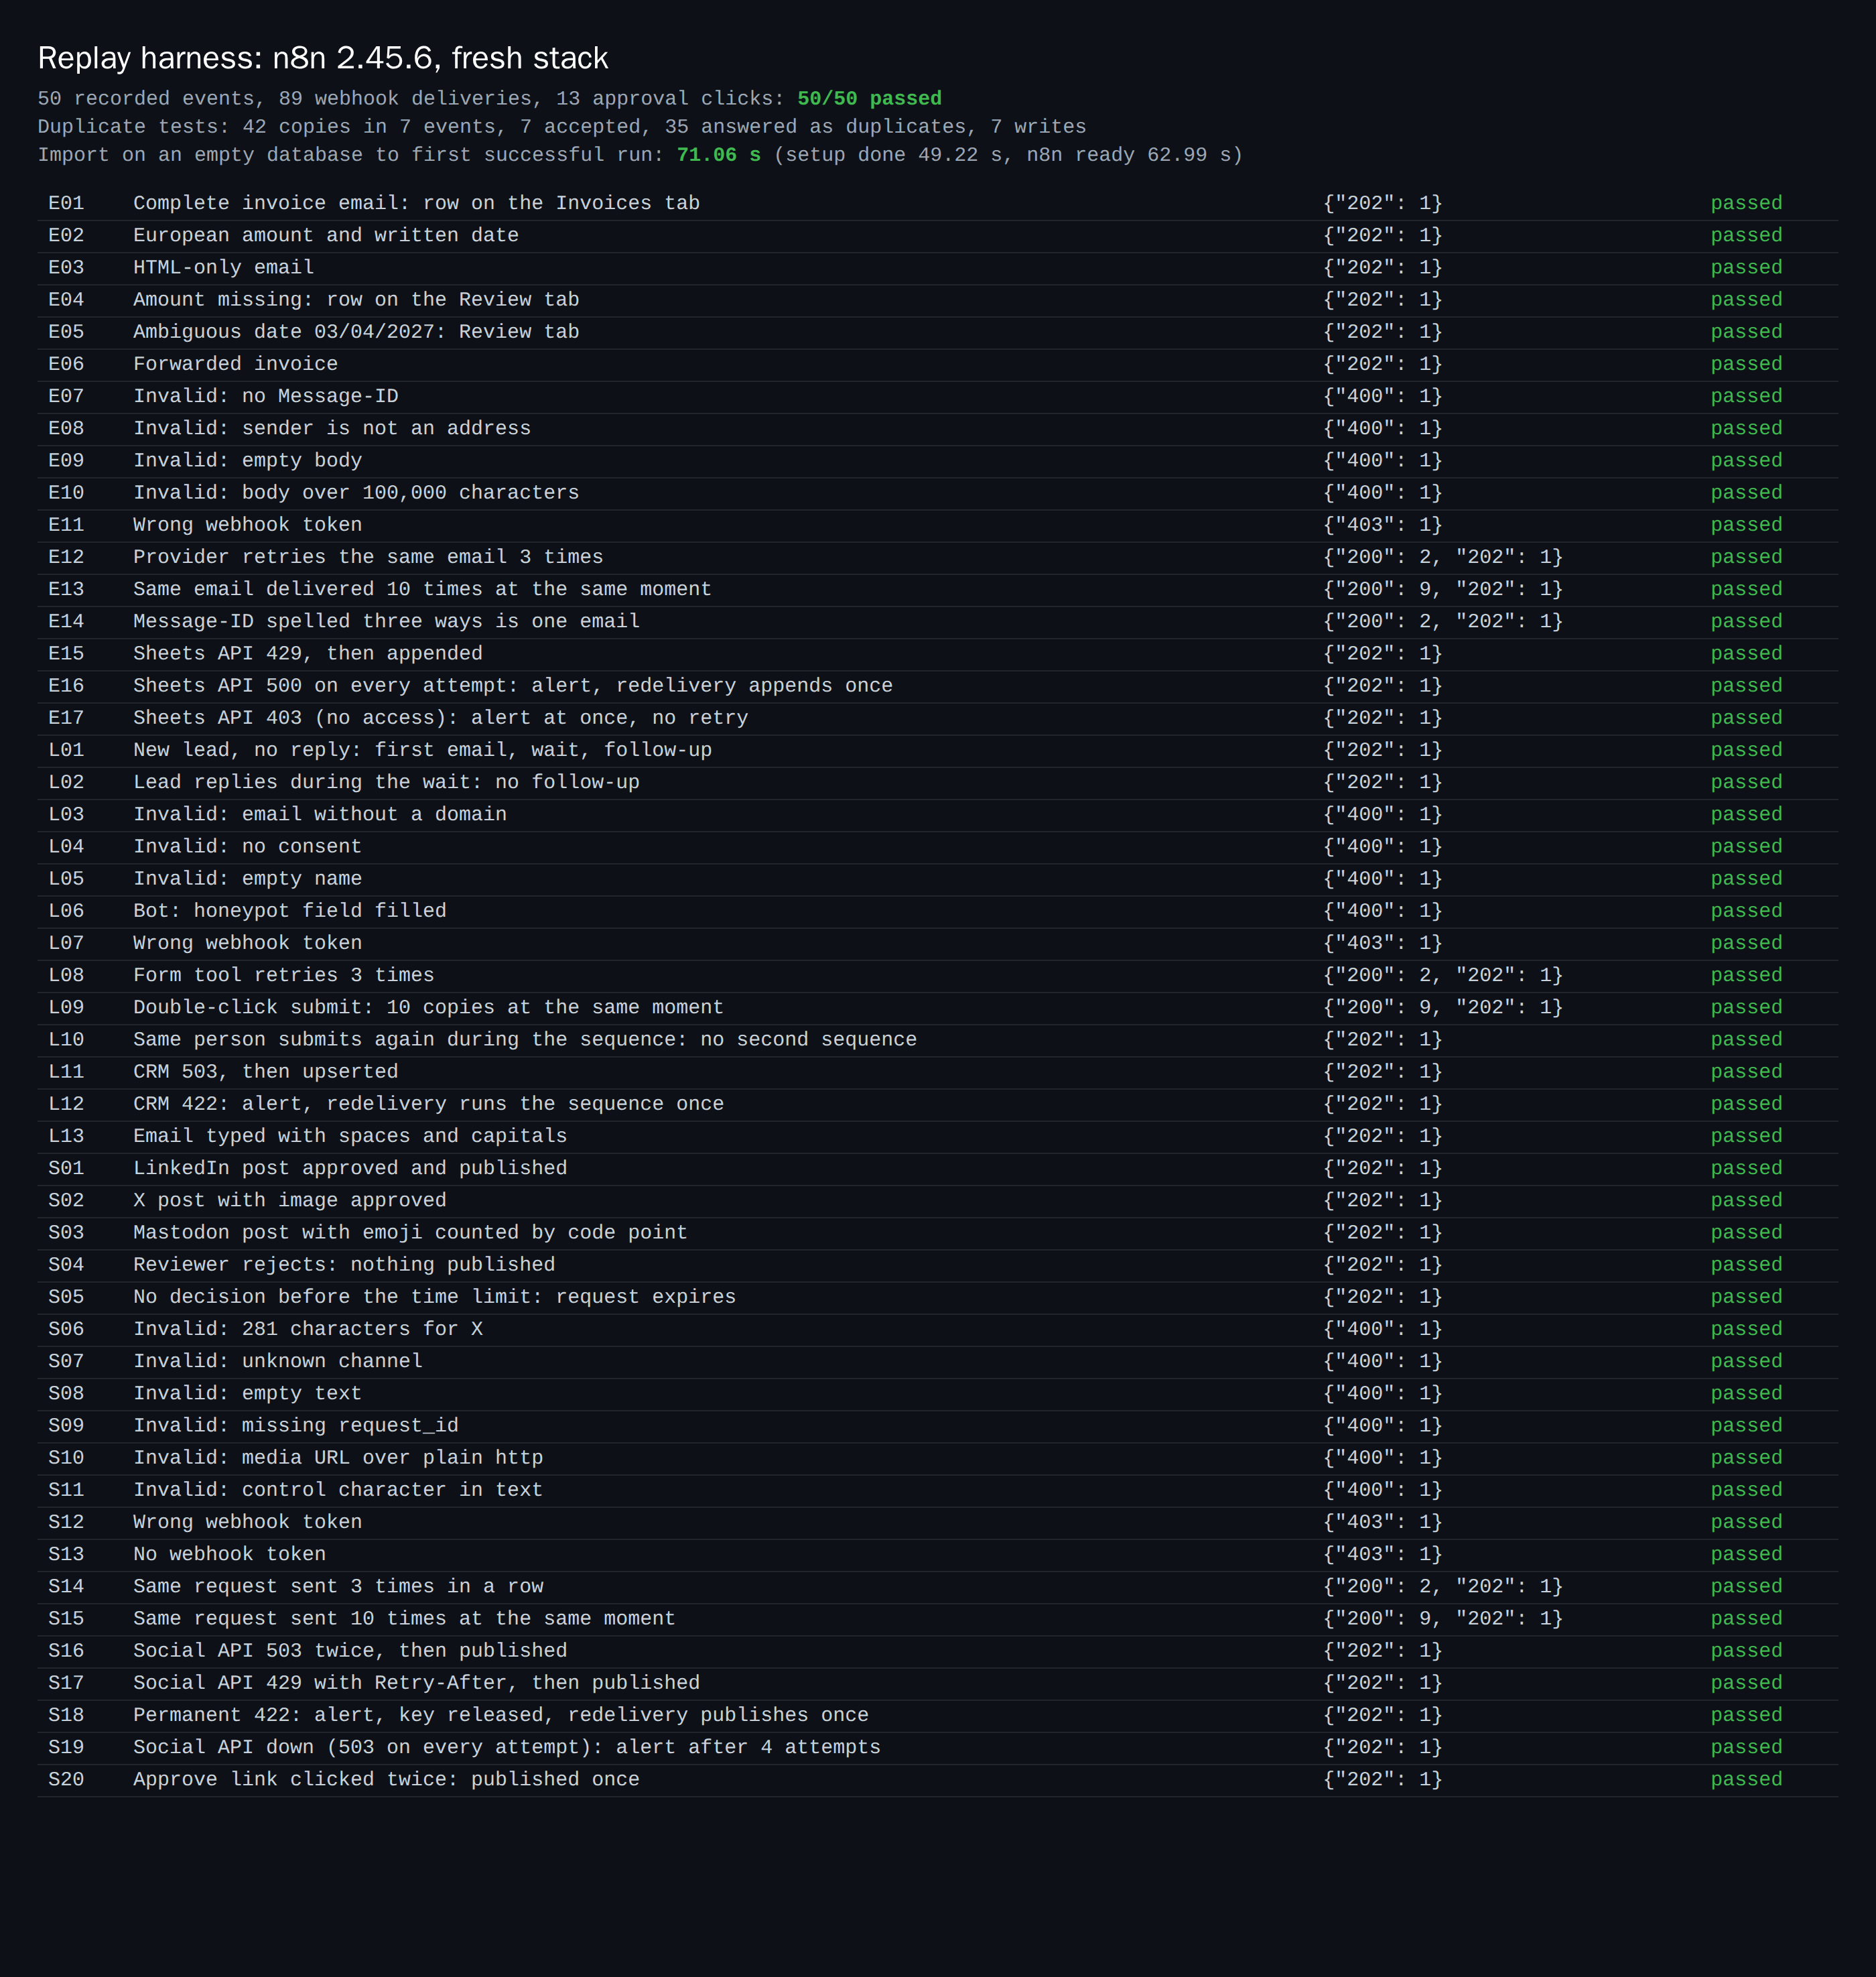 Replay harness: n8n 2.45.6, fresh stack
50 recorded events, 89 webhook deliveries, 13 approval clicks: 50/50 passed
Duplicate tests: 42 copies in 7 events, 7 accepted, 35 answered as duplicates, 7 writes
Import on an empty database to first successful run: 71.06 s (setup done 49.22 s, n8n ready 62.99 s)
E01 Complete invoice email: row on the Invoices tab {"202": 1} passed
E02 European amount and written date {"202": 1} passed
E03 HTML-only email {"202": 1} passed
E04 Amount missing: row on the Review tab {"202": 1} passed
E05 Ambiguous date 03/04/2027: Review tab {"202": 1} passed
E06 Forwarded invoice {"202": 1} passed
E07 Invalid: no Message-ID {"400": 1} passed
E08 Invalid: sender is not an address {"400": 1} passed
E09 Invalid: empty body {"400": 1} passed
E10 Invalid: body over 100,000 characters {"400": 1} passed
E11 Wrong webhook token {"403": 1} passed
E12 Provider retries the same email 3 times {"200": 2, "202": 1} passed
E13 Same email delivered 10 times at the same moment {"200": 9, "202": 1} passed
E14 Message-ID spelled three ways is one email {"200": 2, "202": 1} passed
E15 Sheets API 429, then appended {"202": 1} passed
E16 Sheets API 500 on every attempt: alert, redelivery appends once {"202": 1} passed
E17 Sheets API 403 (no access): alert at once, no retry {"202": 1} passed
L01 New lead, no reply: first email, wait, follow-up {"202": 1} passed
L02 Lead replies during the wait: no follow-up {"202": 1} passed
L03 Invalid: email without a domain {"400": 1} passed
L04 Invalid: no consent {"400": 1} passed
L05 Invalid: empty name {"400": 1} passed
L06 Bot: honeypot field filled {"400": 1} passed
L07 Wrong webhook token {"403": 1} passed
L08 Form tool retries 3 times {"200": 2, "202": 1} passed
L09 Double-click submit: 10 copies at the same moment {"200": 9, "202": 1} passed
L10 Same person submits again during the sequence: no second sequence {"202": 1} passed
L11 CRM 503, then upserted {"202": 1} passed
L12 CRM 422: alert, redelivery runs the sequence once {"202": 1} passed
L13 Email typed with spaces and capitals {"202": 1} passed
S01 LinkedIn post approved and published {"202": 1} passed
S02 X post with image approved {"202": 1} passed
S03 Mastodon post with emoji counted by code point {"202": 1} passed
S04 Reviewer rejects: nothing published {"202": 1} passed
S05 No decision before the time limit: request expires {"202": 1} passed
S06 Invalid: 281 characters for X {"400": 1} passed
S07 Invalid: unknown channel {"400": 1} passed
S08 Invalid: empty text {"400": 1} passed
S09 Invalid: missing request_id {"400": 1} passed
S10 Invalid: media URL over plain http {"400": 1} passed
S11 Invalid: control character in text {"400": 1} passed
S12 Wrong webhook token {"403": 1} passed
S13 No webhook token {"403": 1} passed
S14 Same request sent 3 times in a row {"200": 2, "202": 1} passed
S15 Same request sent 10 times at the same moment {"200": 9, "202": 1} passed
S16 Social API 503 twice, then published {"202": 1} passed
S17 Social API 429 with Retry-After, then published {"202": 1} passed
S18 Permanent 422: alert, key released, redelivery publishes once {"202": 1} passed
S19 Social API down (503 on every attempt): alert after 4 attempts {"202": 1} passed
S20 Approve link clicked twice: published once {"202": 1} passed